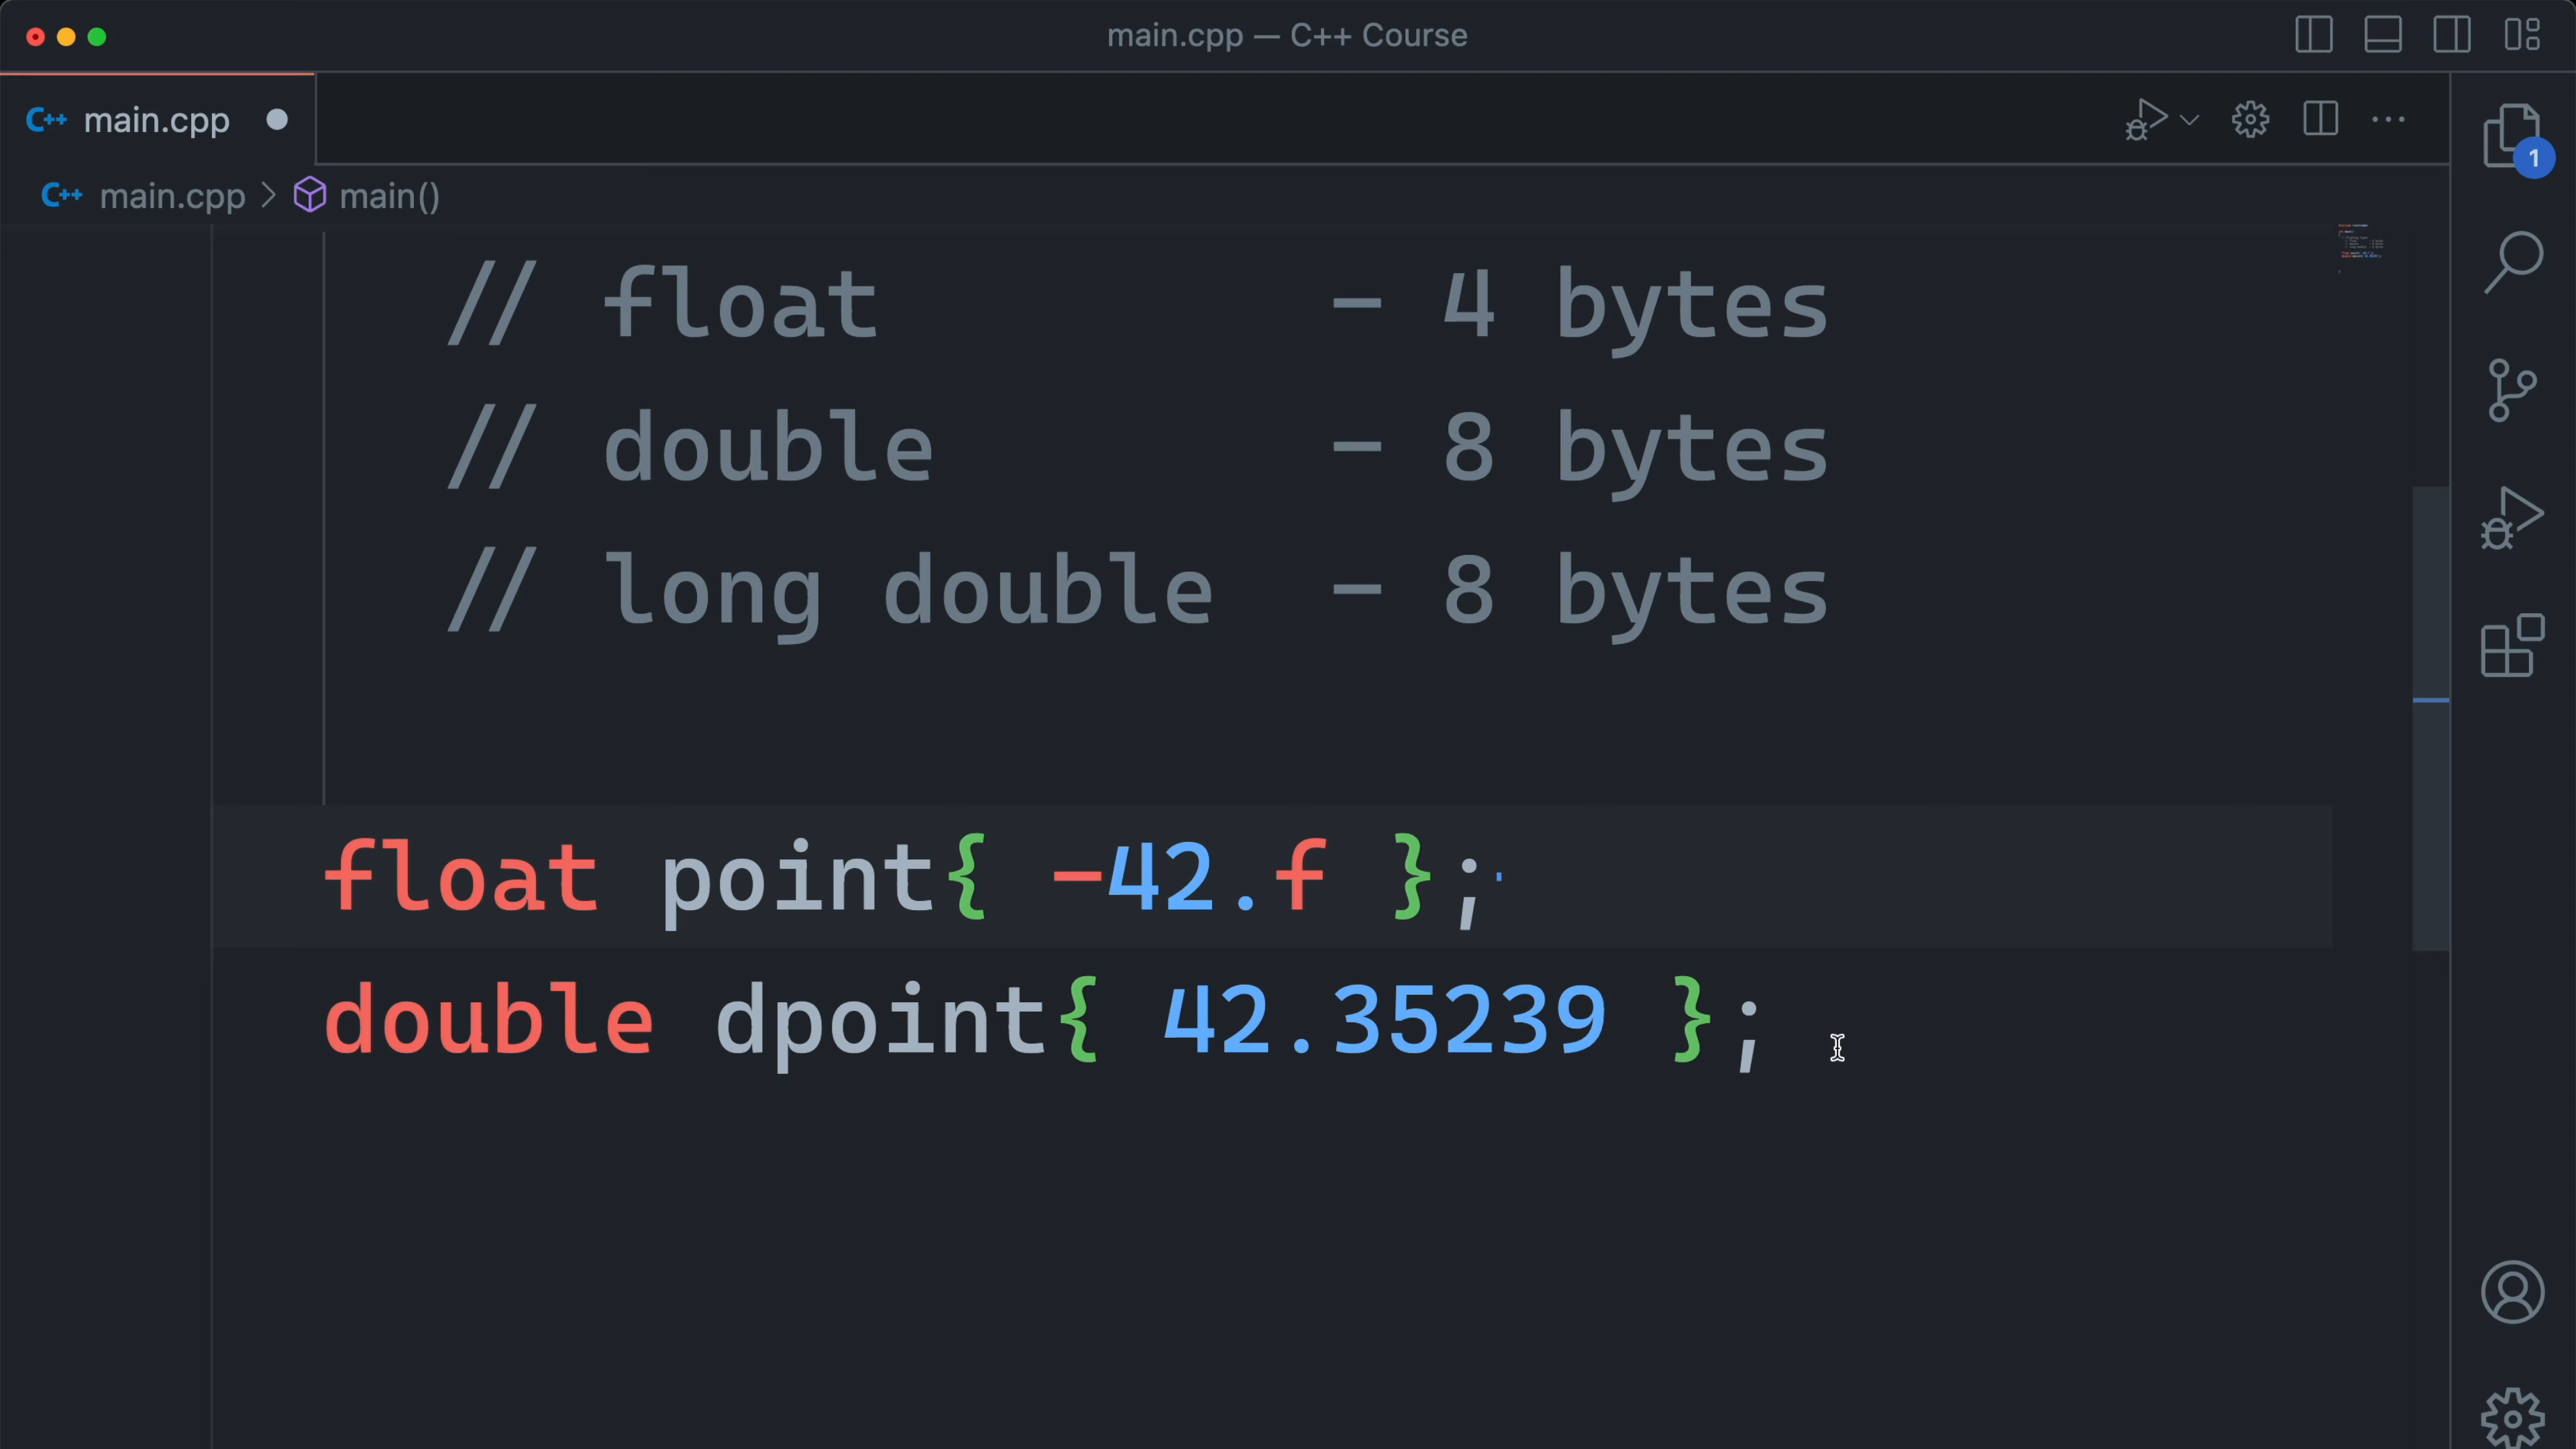 main.cpp — C++ Course
C++ main.cpp
C++ main.cpp > main()
1
// float - 4 bytes
// double - 8 bytes
// long double - 8 bytes
float point{ -42.f };
double dpoint{ 42.35239 };